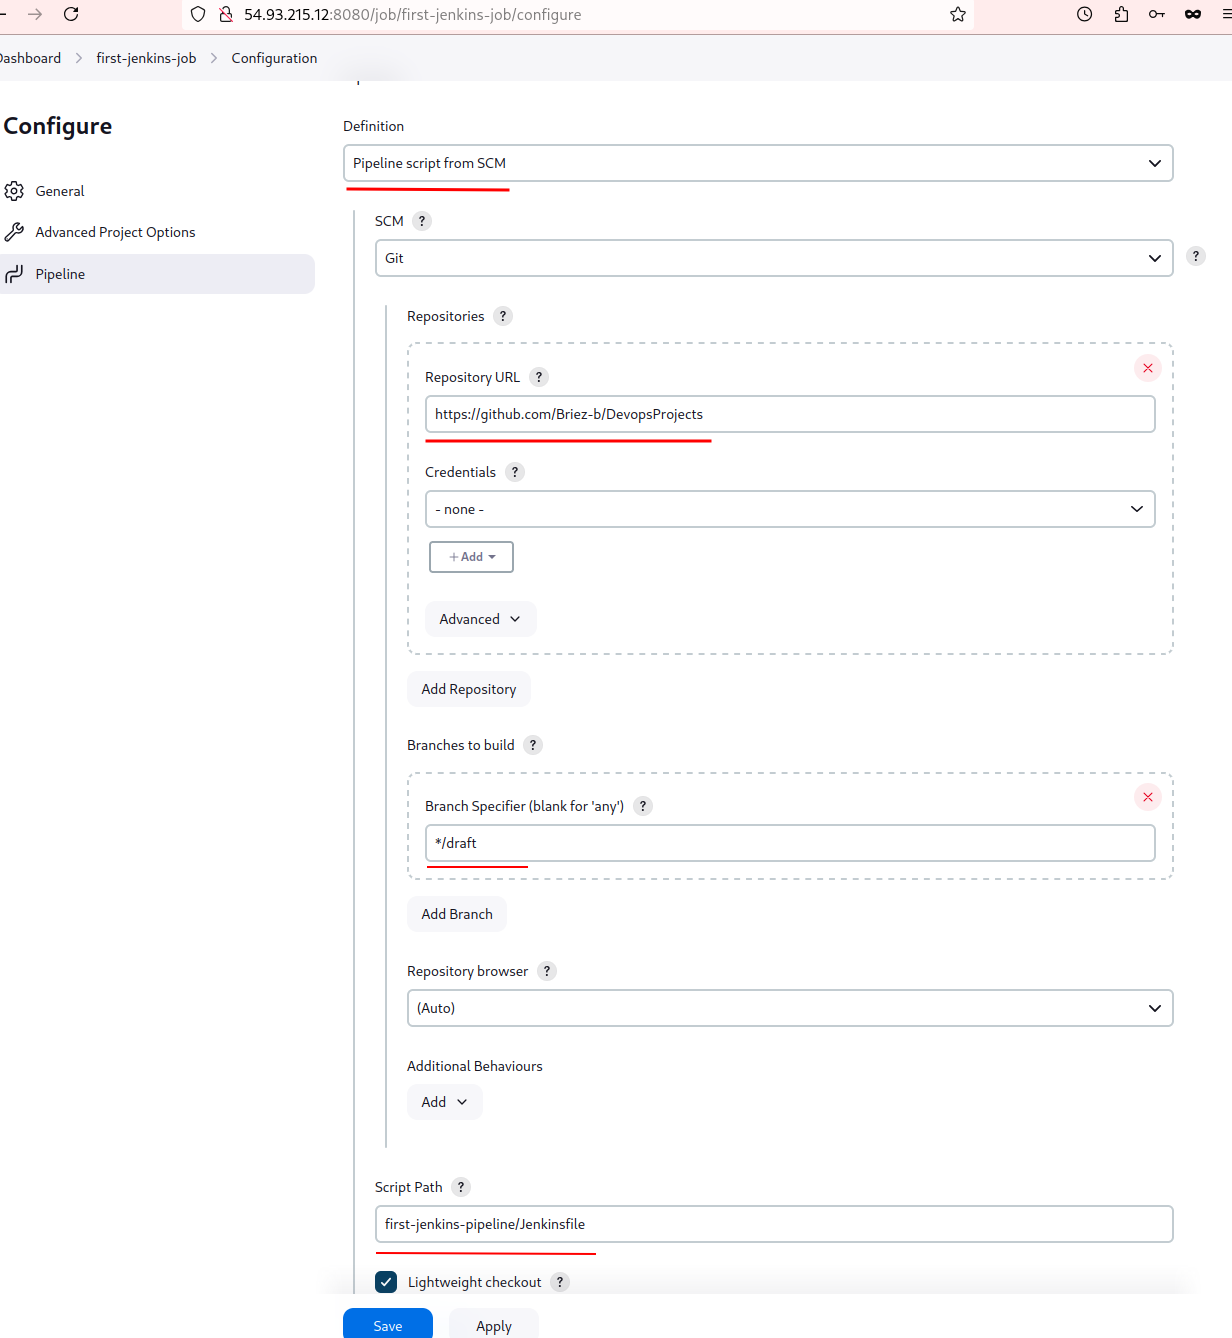 54.93.215.12:8080/job/first-jenkins-job/configure
Dashboard > first-jenkins-job > Configuration
Configure
General
Advanced Project Options
Pipeline
Definition
Pipeline script from SCM
SCM ?
Git
?
Repositories ?
Repository URL ?
https://github.com/Briez-b/DevopsProjects
Credentials ?
- none -
+ Add
Advanced
Add Repository
Branches to build ?
Branch Specifier (blank for 'any') ?
*/draft
Add Branch
Repository browser ?
(Auto)
Additional Behaviours
Add
Script Path ?
first-jenkins-pipeline/Jenkinsfile
Lightweight checkout ?
Save
Apply